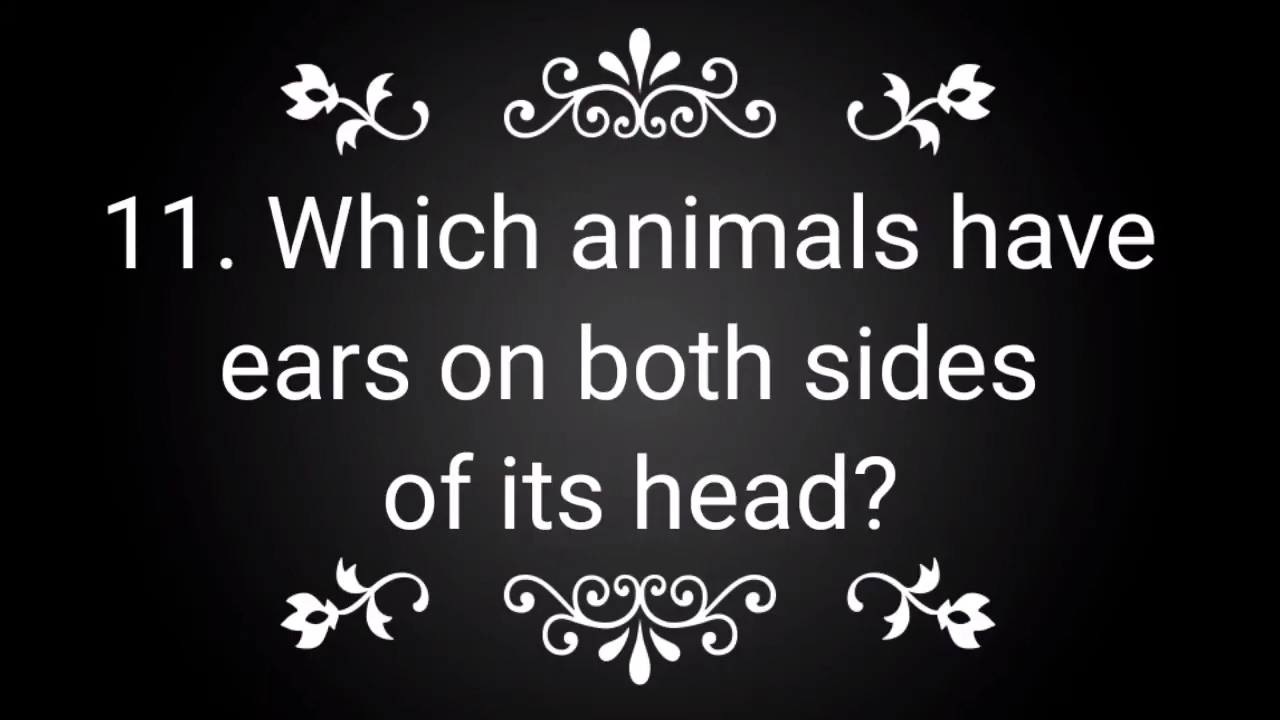 11. Which animals have
ears on both sides
of its head?